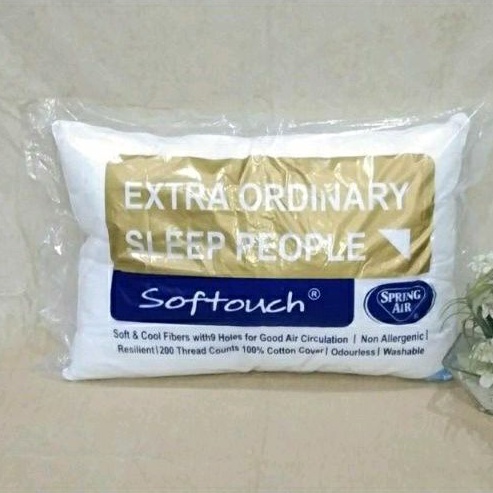 EXTRA ORDINARY
SLEEP PEOPLE
Softouch®
SPRING
AIR
®
Soft & Cool Fibers with9 Holes for Good Air Circulation | Non Allergenic|
Resilient|200 Thread Counts 100% Cotton Cover| Odourless| Washable